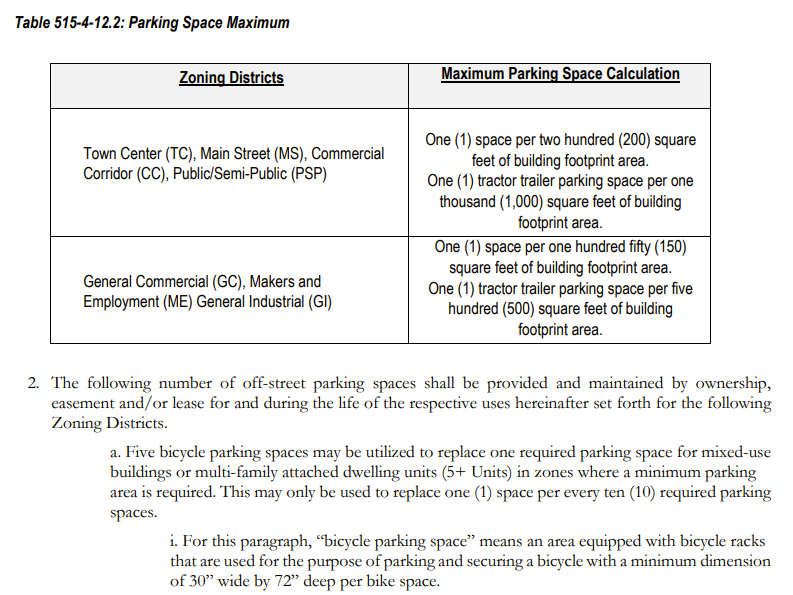 Table 515-4-12.2: Parking Space Maximum
Zoning Districts
Maximum Parking Space Calculation
Town Center (TC), Main Street (MS), Commercial
Corridor (CC), Public/Semi-Public (PSP)
One (1) space per two hundred (200) square
feet of building footprint area.
One (1) tractor trailer parking space per one
thousand (1,000) square feet of building
footprint area.
General Commercial (GC), Makers and
Employment (ME) General Industrial (GI)
One (1) space per one hundred fifty (150)
square feet of building footprint area.
One (1) tractor trailer parking space per five
hundred (500) square feet of building
footprint area.
2. The following number of off-street parking spaces shall be provided and maintained by ownership,
easement and/or lease for and during the life of the respective uses hereinafter set forth for the following
Zoning Districts.
a. Five bicycle parking spaces may be utilized to replace one required parking space for mixed-use
buildings or multi-family attached dwelling units (5+ Units) in zones where a minimum parking
area is required. This may only be used to replace one (1) space per every ten (10) required parking
spaces.
i. For this paragraph, “bicycle parking space” means an area equipped with bicycle racks
that are used for the purpose of parking and securing a bicycle with a minimum dimension
of 30” wide by 72” deep per bike space.